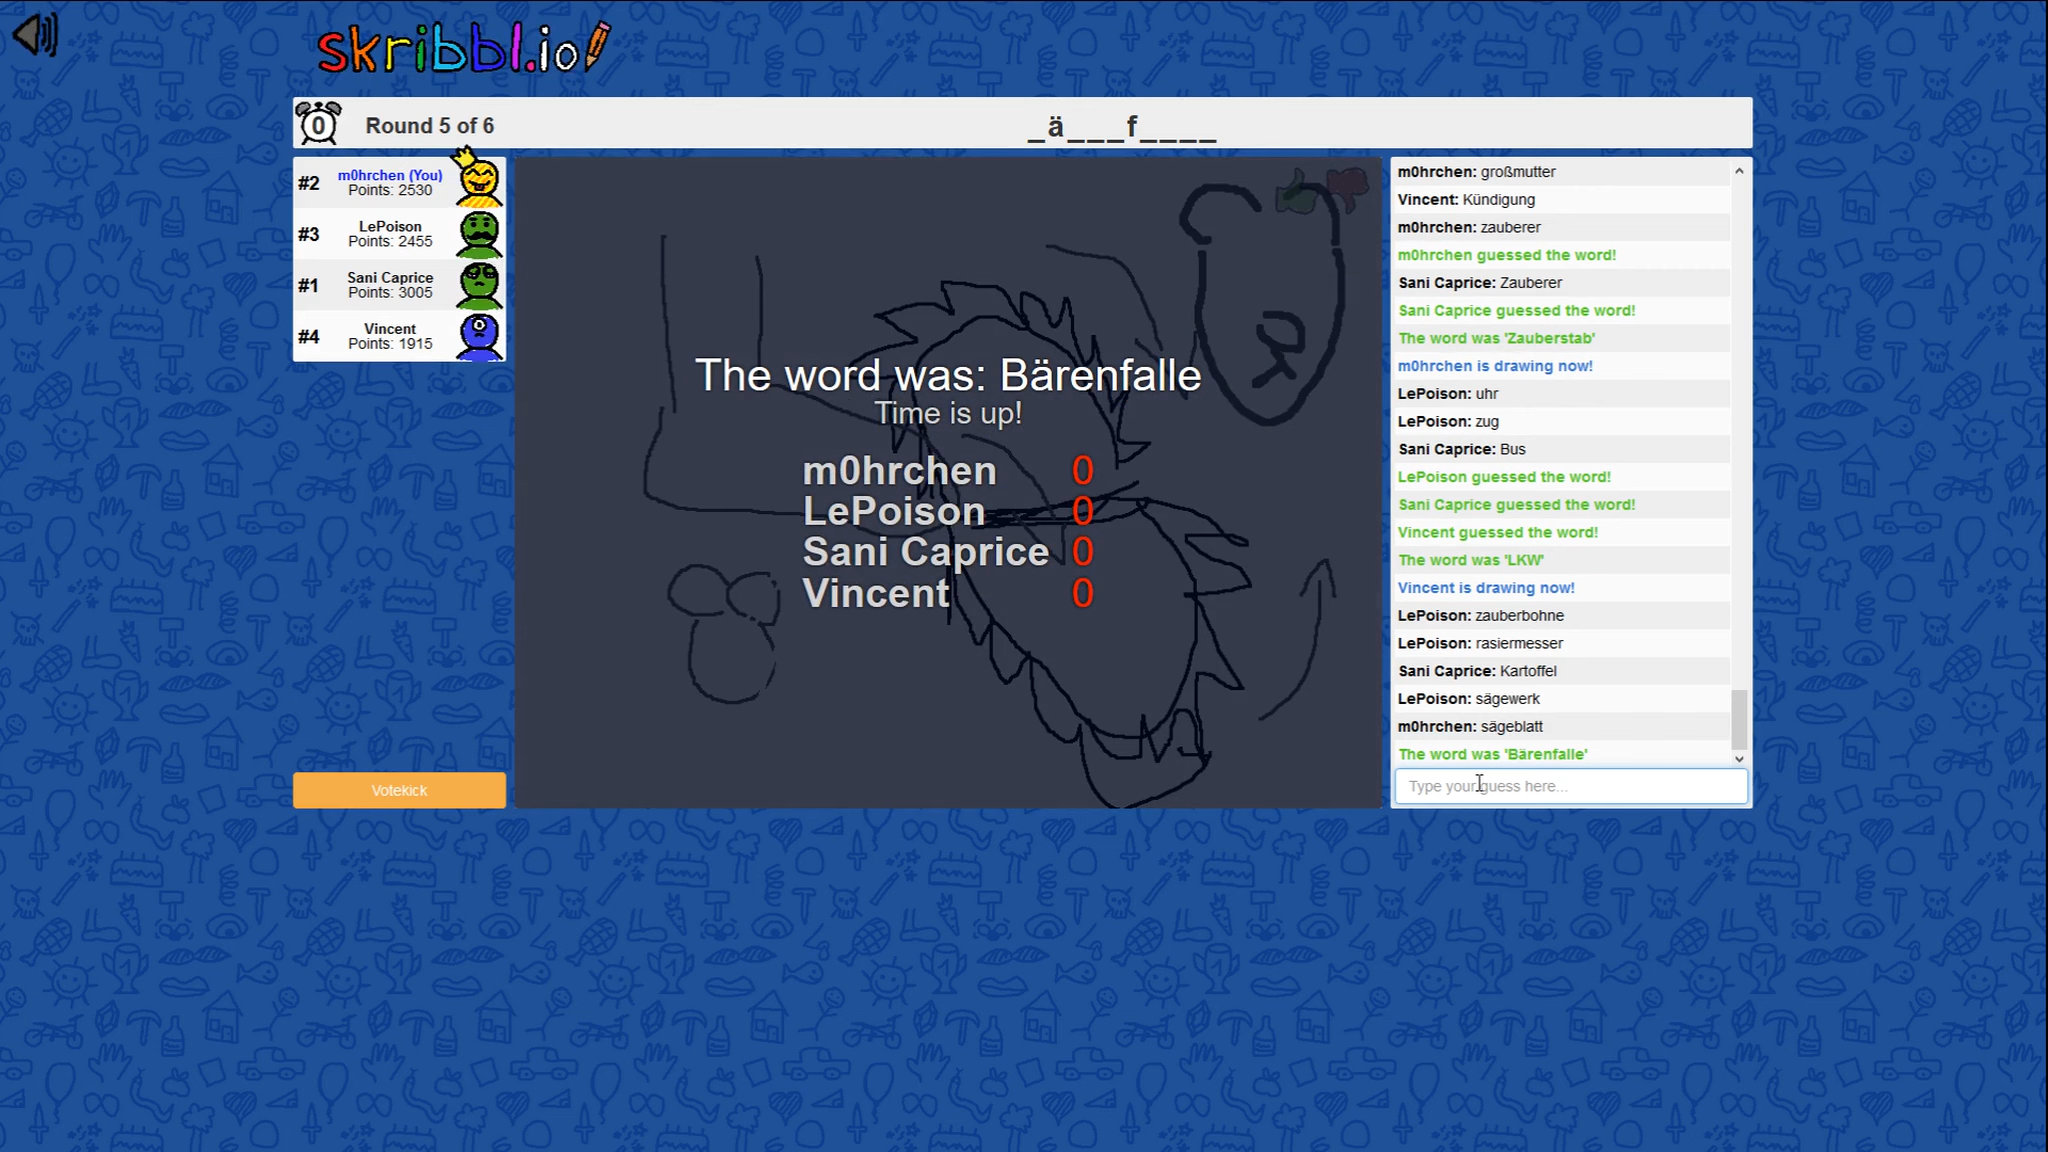 skribbl.io
0
Round 5 of 6
_ä___f____
#2
m0hrchen (You)
Points: 2530
#3
LePoison
Points: 2455
#1
Sani Caprice
Points: 3005
#4
Vincent
Points: 1915
Votekick
The word was: Bärenfalle
Time is up!
m0hrchen 0
LePoison 0
Sani Caprice 0
Vincent 0
m0hrchen: großmutter
Vincent: Kündigung
m0hrchen: zauberer
m0hrchen guessed the word!
Sani Caprice: Zauberer
Sani Caprice guessed the word!
The word was 'Zauberstab'
m0hrchen is drawing now!
LePoison: uhr
LePoison: zug
Sani Caprice: Bus
LePoison guessed the word!
Sani Caprice guessed the word!
Vincent guessed the word!
The word was 'LKW'
Vincent is drawing now!
LePoison: zauberbohne
LePoison: rasiermesser
Sani Caprice: Kartoffel
LePoison: sägewerk
m0hrchen: sägeblatt
The word was 'Bärenfalle'
Type your guess here...